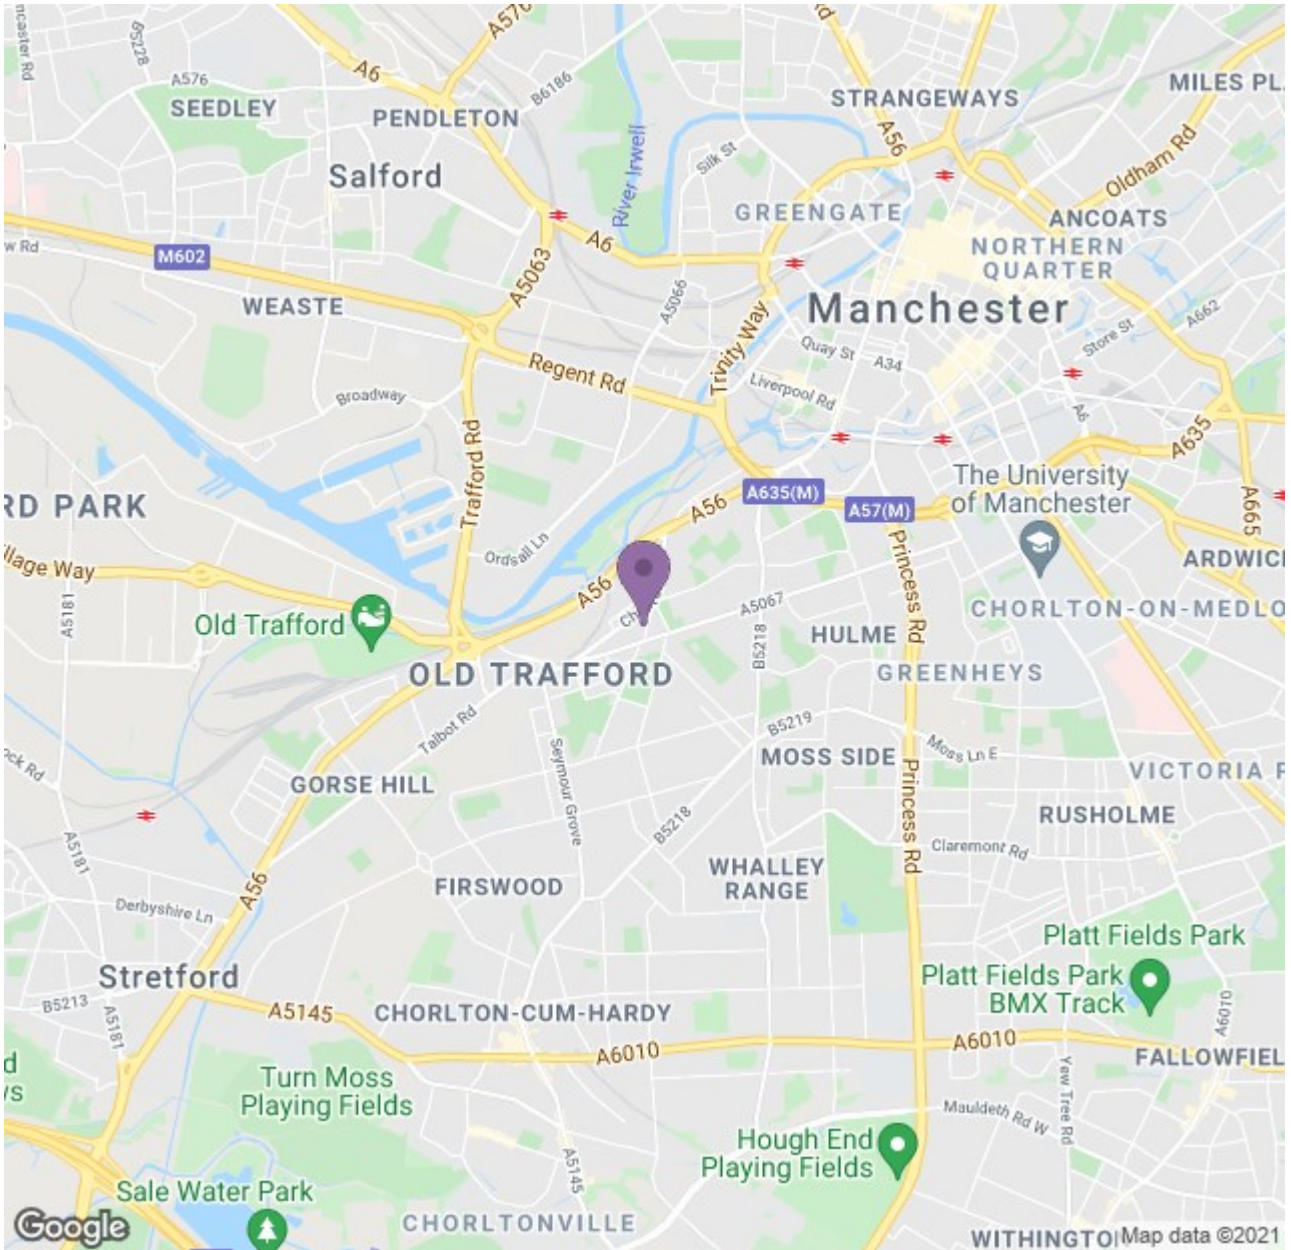 A576
B5228
A576
A6
B6186
SEEDLEY
PENDLETON
Salford
River Irwell
Silk St
STRANGEWAYS
A56
MILES PL
Oldham Rd
GREENGATE
ANCOATS
NORTHERN
QUARTER
M602
A6
A5063
WEASTE
A5066
Trinity Way
Manchester
A662
Store St
Quay St
A34
Regent Rd
Liverpool Rd
Broadway
A6
Trafford Rd
A635
The University
of Manchester
RD PARK
A635(M)
A57(M)
A56
A665
Ordsall Ln
Princess Rd
ARDWIC
llage Way
A5181
A56
Old Trafford
A5067
CHORLTON-ON-MEDLO
HULME
B5218
OLD TRAFFORD
GREENHEYS
Talbot Rd
B5219
Seymour Grove
MOSS SIDE
Moss Ln E
ock Rd
GORSE HILL
Princess Rd
VICTORIA P
RUSHOLME
A5181
B5218
Claremont Rd
WHALLEY
RANGE
FIRSWOOD
A56
Derbyshire Ln
Platt Fields Park
Stretford
Platt Fields Park
BMX Track
B5213
A5181
A5145
CHORLTON-CUM-HARDY
A6010
A6010
A6010
FALLOWFIEL
Turn Moss
Playing Fields
Yew Tree Rd
Mauldeth Rd W
Hough End
Playing Fields
A5145
Sale Water Park
CHORLTONVILLE
WITHINGTO
Google
Map data ©2021